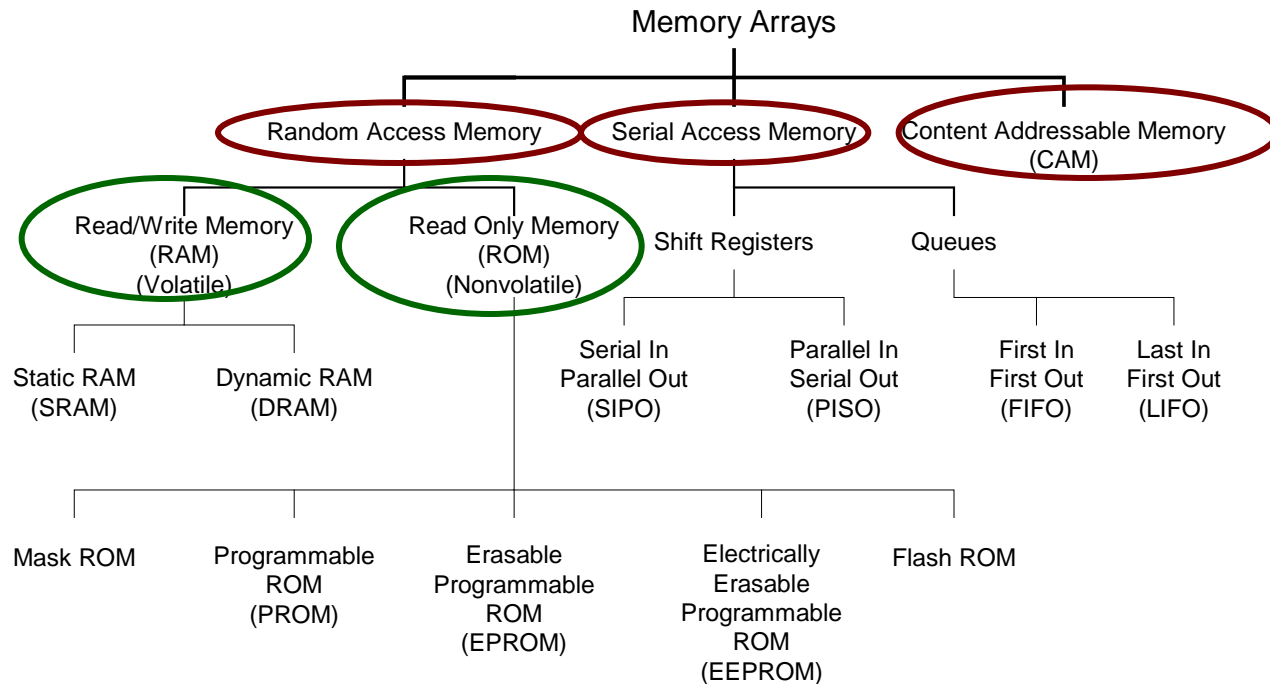 Memory Arrays
Random Access Memory
Serial Access Memory
Content Addressable Memory
(CAM)
Read/Write Memory
(RAM)
(Volatile)
Read Only Memory
(ROM)
(Nonvolatile)
Shift Registers
Queues
Static RAM
(SRAM)
Dynamic RAM
(DRAM)
Serial In
Parallel Out
(SIPO)
Parallel In
Serial Out
(PISO)
First In
First Out
(FIFO)
Last In
First Out
(LIFO)
Mask ROM
Programmable
ROM
(PROM)
Erasable
Programmable
ROM
(EPROM)
Electrically
Erasable
Programmable
ROM
(EEPROM)
Flash ROM